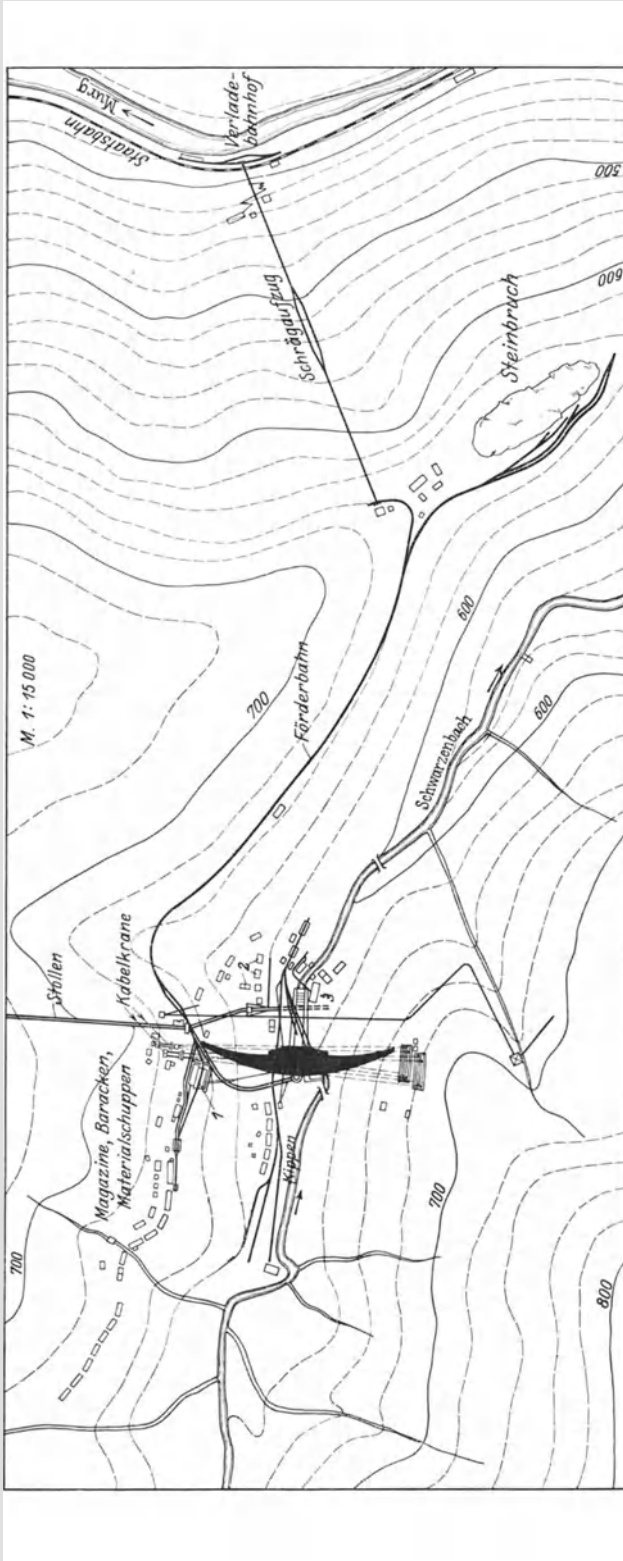 Staatsbahn
Murg
Verlade-
bahnhof
500
600
Schrägaufzug
Steinbruch
M. 1: 15 000
700
Förderbahn
600
Schwarzenbach
600
Stollen
Kabelkrane
2
3
1
Magazine, Baracken,
Materialschuppen
Kippen
700
700
800